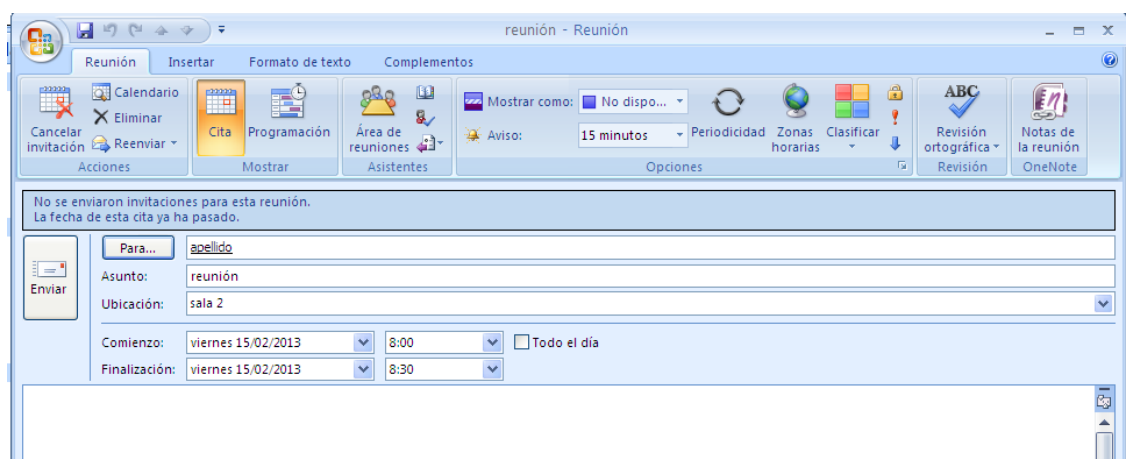 reunión - Reunión
Reunión Insertar Formato de texto Complementos
Cancelar invitación
Calendario
Eliminar
Reenviar
Acciones
Cita
Programación
Mostrar
Área de reuniones
Asistentes
Mostrar como: No dispo...
Aviso: 15 minutos
Periodicidad
Zonas horarias
Clasificar
Opciones
ABC
Revisión ortográfica
Revisión
Notas de la reunión
OneNote
No se enviaron invitaciones para esta reunión.
La fecha de esta cita ya ha pasado.
Enviar
Para... apellido
Asunto: reunión
Ubicación: sala 2
Comienzo: viernes 15/02/2013 8:00 Todo el día
Finalización: viernes 15/02/2013 8:30